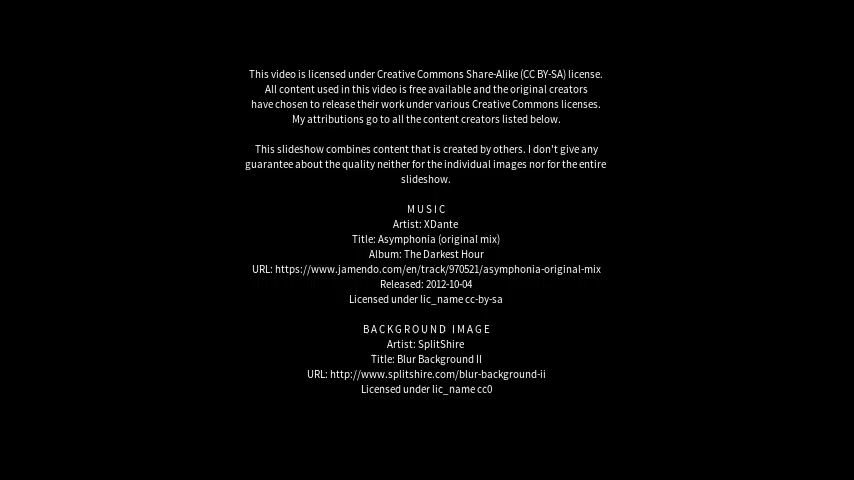 This video is licensed under Creative Commons Share-Alike (CC BY-SA) license.
All content used in this video is free available and the original creators
have chosen to release their work under various Creative Commons licenses.
My attributions go to all the content creators listed below.
This slideshow combines content that is created by others. I don't give any
guarantee about the quality neither for the individual images nor for the entire
slideshow.
MUSIC
Artist: XDante
Title: Asymphonia (original mix)
Album: The Darkest Hour
URL: https://www.jamendo.com/en/track/970521/asymphonia-original-mix
Released: 2012-10-04
Licensed under lic_name cc-by-sa
BACKGROUND IMAGE
Artist: SplitShire
Title: Blur Background II
URL: http://www.splitshire.com/blur-background-ii
Licensed under lic_name cc0